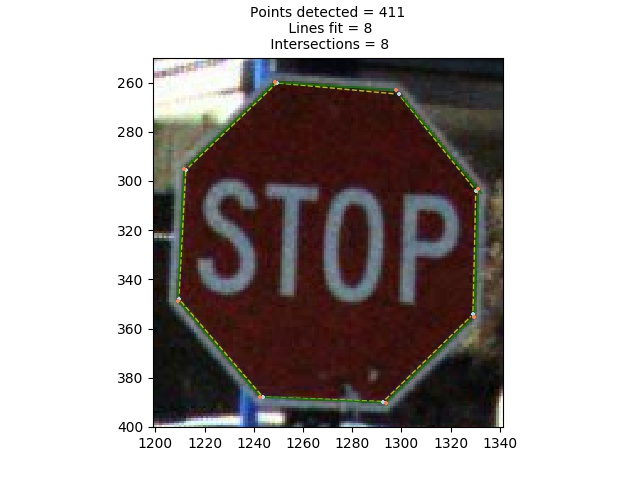 Points detected = 411
Lines fit = 8
Intersections = 8
260
280
300
320
340
360
380
400
STOP
1200 1220 1240 1260 1280 1300 1320 1340